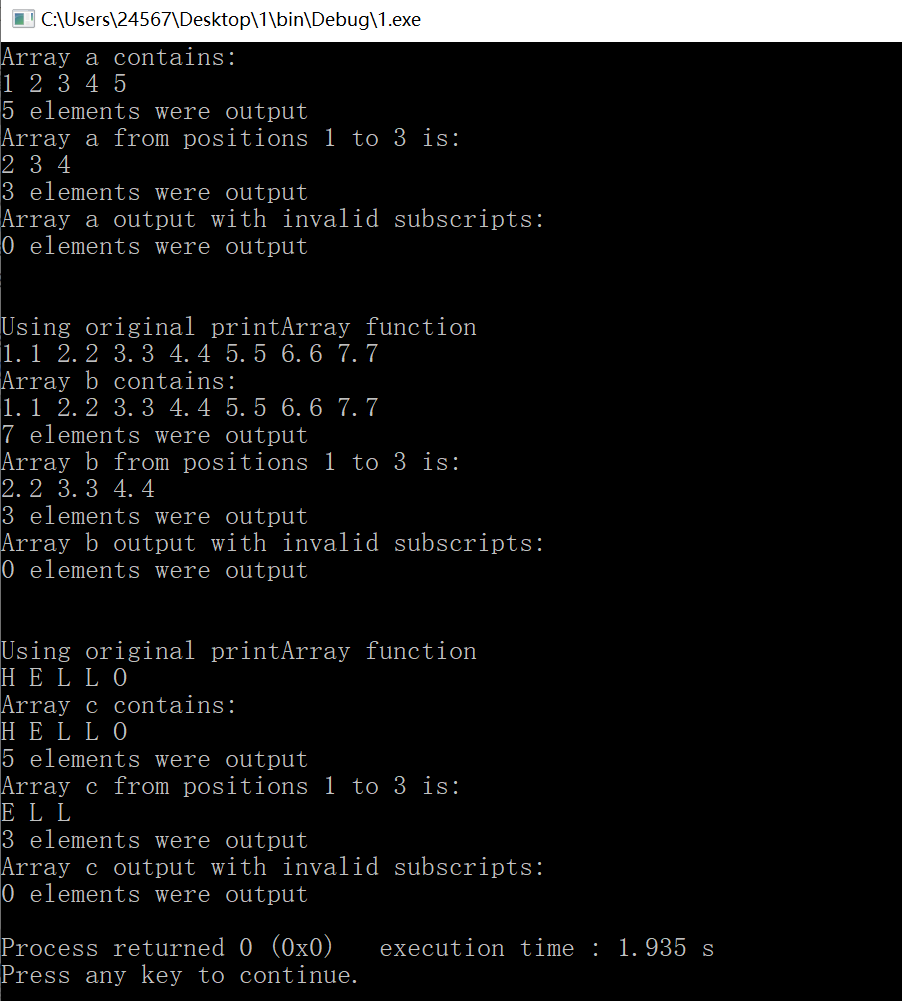 C:\Users\24567\Desktop\1\bin\Debug\1.exe
Array a contains:
1 2 3 4 5
5 elements were output
Array a from positions 1 to 3 is:
2 3 4
3 elements were output
Array a output with invalid subscripts:
0 elements were output
Using original printArray function
1.1 2.2 3.3 4.4 5.5 6.6 7.7
Array b contains:
1.1 2.2 3.3 4.4 5.5 6.6 7.7
7 elements were output
Array b from positions 1 to 3 is:
2.2 3.3 4.4
3 elements were output
Array b output with invalid subscripts:
0 elements were output
Using original printArray function
H E L L O
Array c contains:
H E L L O
5 elements were output
Array c from positions 1 to 3 is:
E L L
3 elements were output
Array c output with invalid subscripts:
0 elements were output
Process returned 0 (0x0)   execution time : 1.935 s
Press any key to continue.